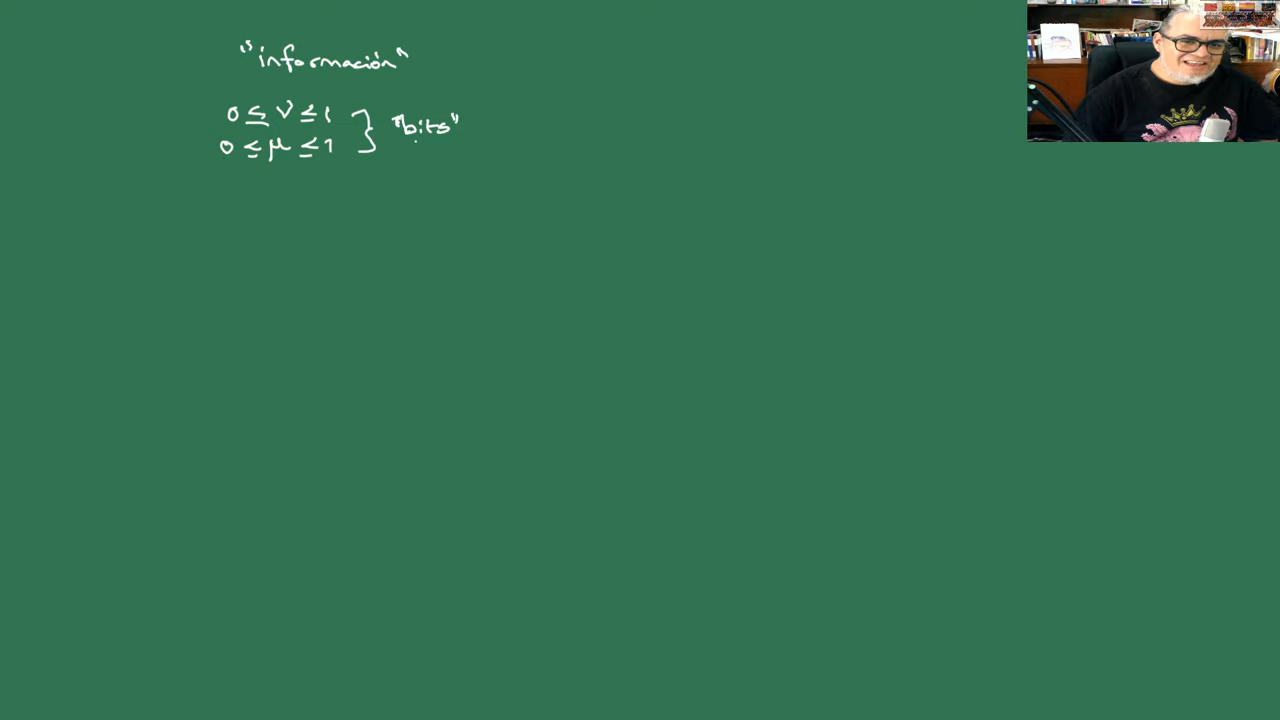 "información"
0 ≤ ν ≤ 1
0 ≤ μ ≤ 1
"bits"